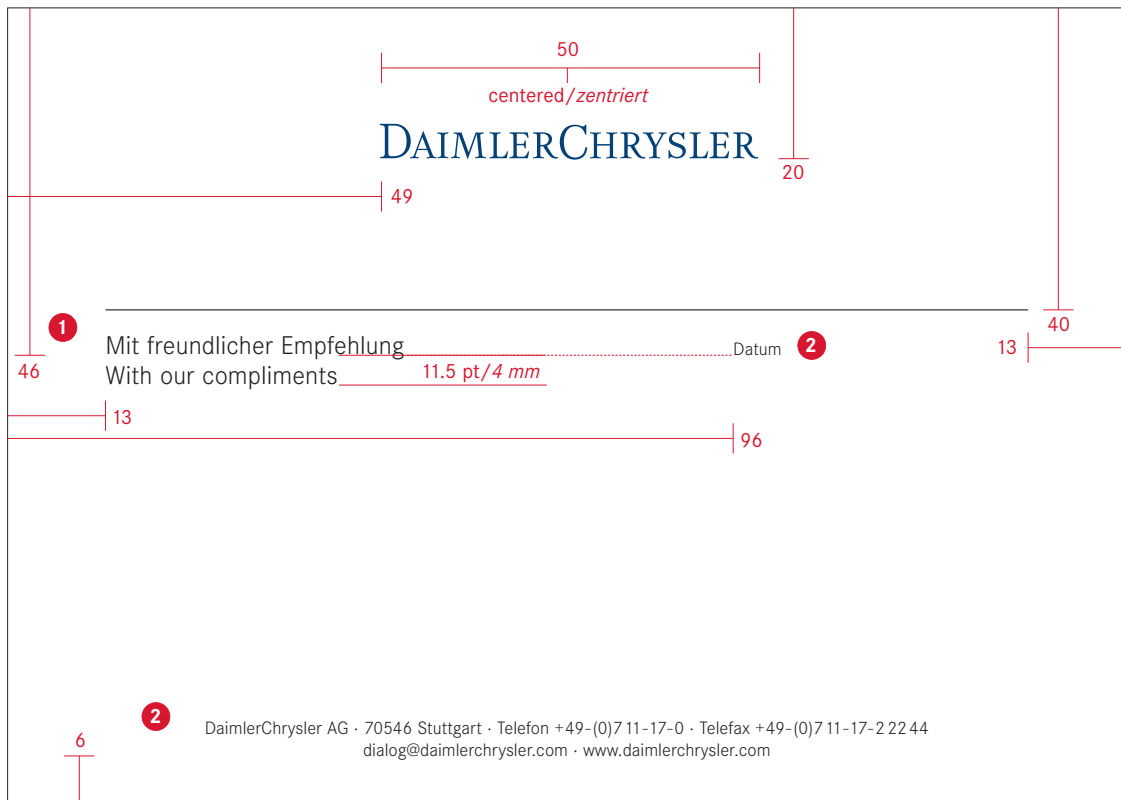 50
centered/zentriert
DAIMLERCHRYSLER
20
49
1
40
Mit freundlicher Empfehlung
Datum
2
13
46
With our compliments
11.5 pt/4 mm
13
96
2
DaimlerChrysler AG · 70546 Stuttgart · Telefon +49-(0)7 11-17-0 · Telefax +49-(0)7 11-17-2 22 44
dialog@daimlerchrysler.com · www.daimlerchrysler.com
6